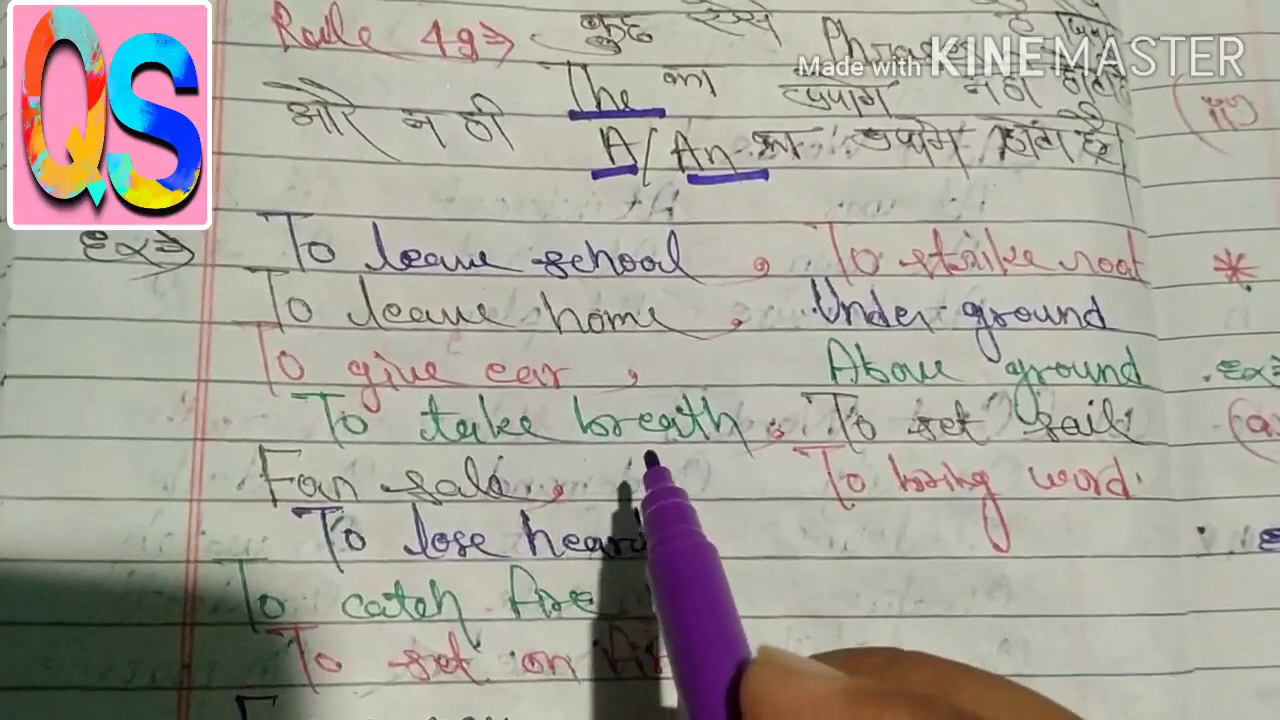 QS
Made with KINEMASTER
Rule 49⇒ कुछ ऐसे Phrases है जिनमे
The का उपयोग नही होता है
और न ही A/An का उपयोग होता है।
Ex⇒ To leave school, To strike root *
To leave home, Under ground
To give ear, Above ground Ex⇒
To take breath, To set sail (a
For sale, To bring word.
To lose hear
To catch fire
To set on